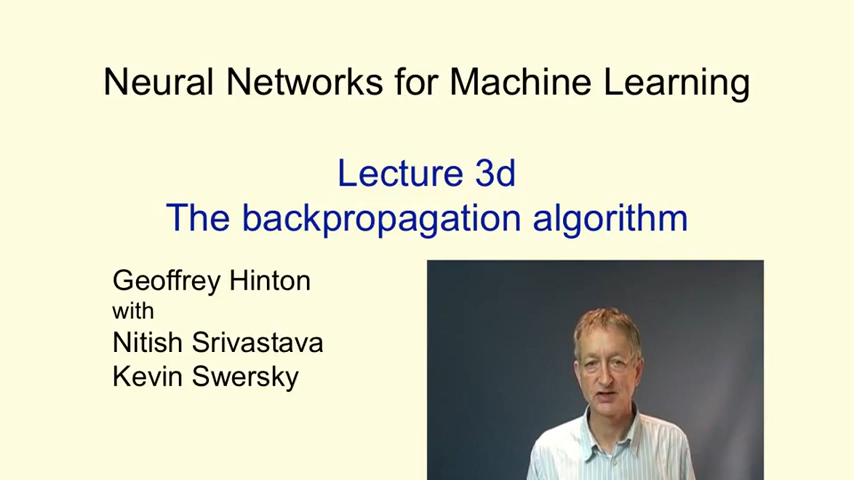 Neural Networks for Machine Learning
Lecture 3d
The backpropagation algorithm
Geoffrey Hinton
with
Nitish Srivastava
Kevin Swersky